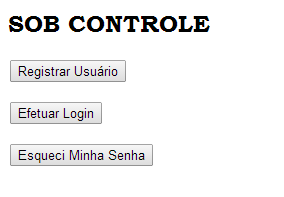 SOB CONTROLE
Registrar Usuário
Efetuar Login
Esqueci Minha Senha